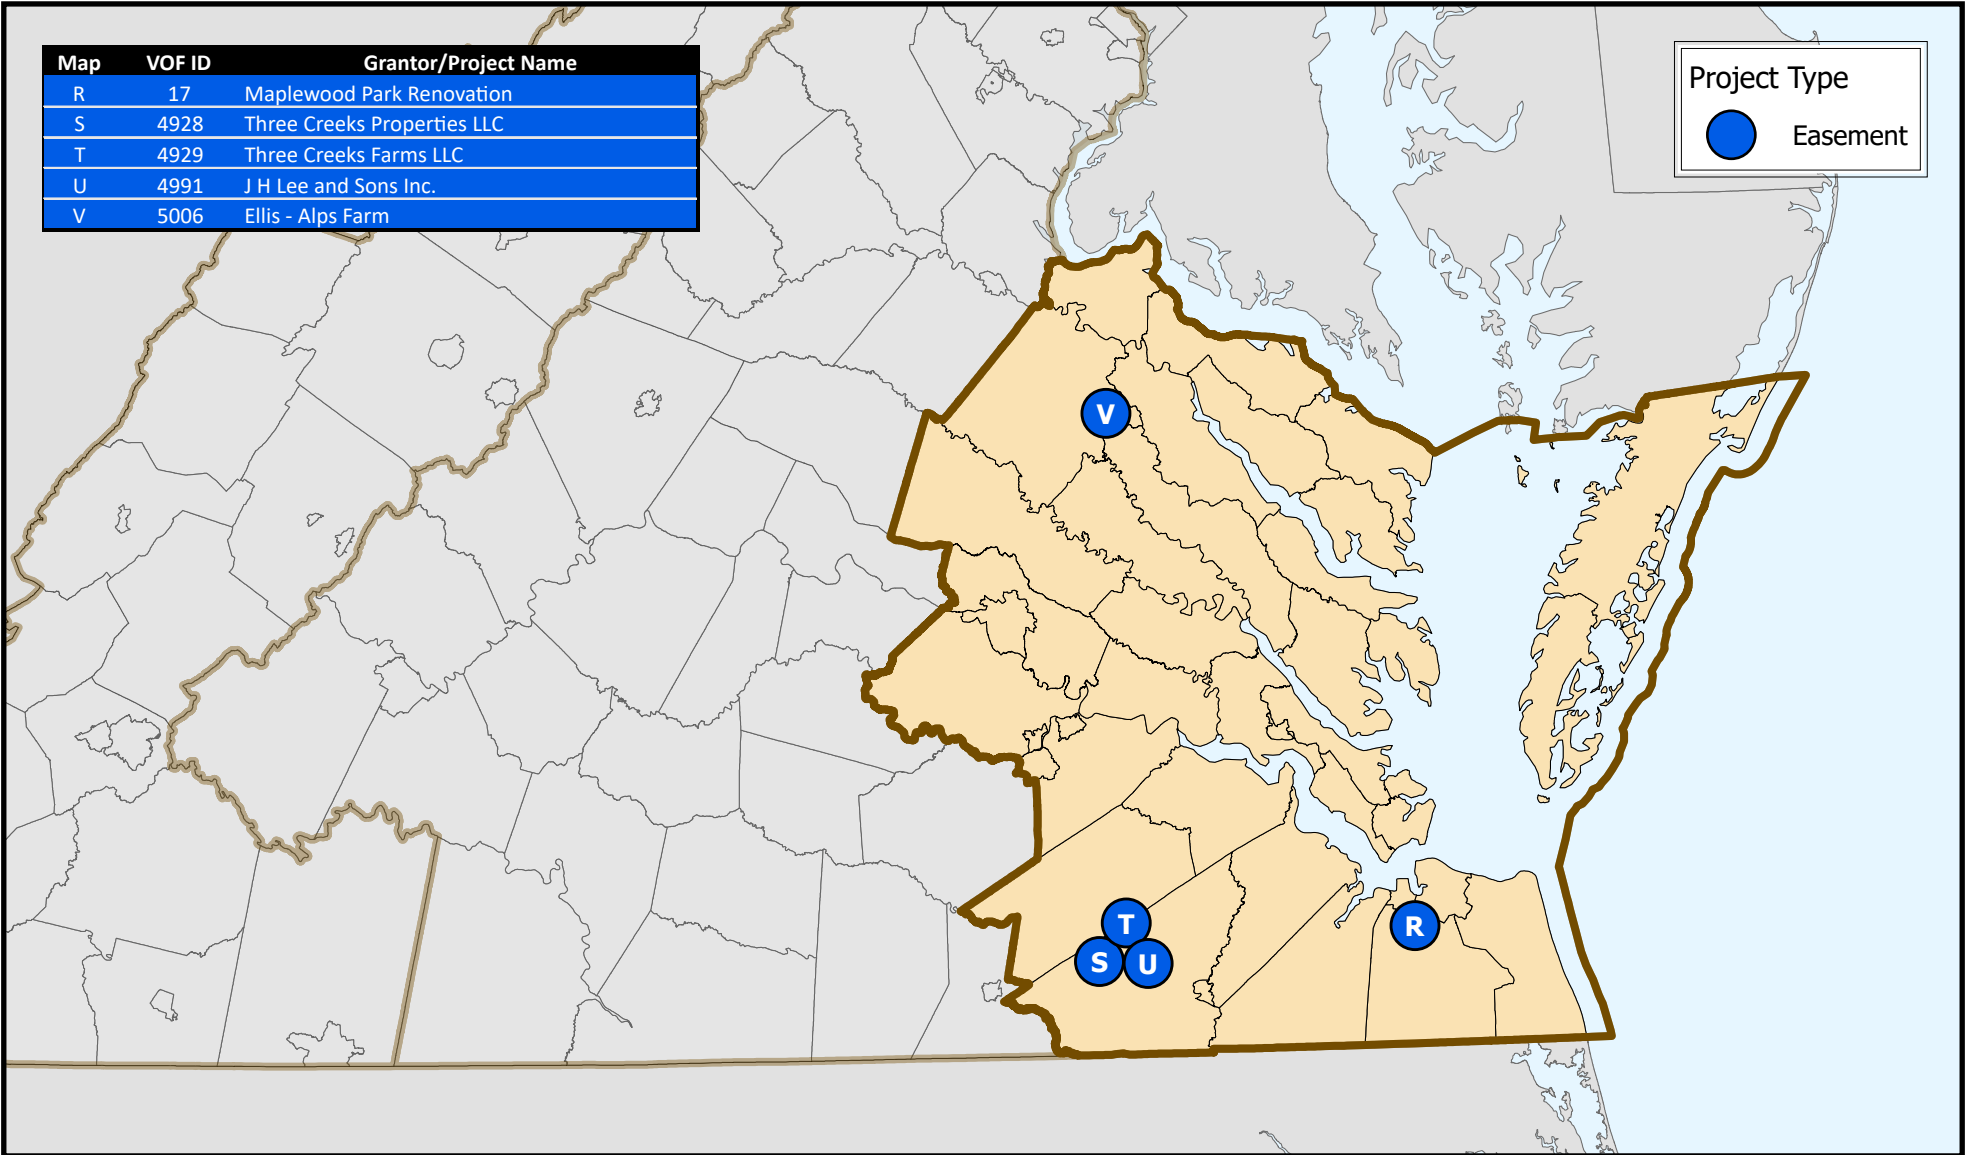 Map VOF ID Grantor/Project Name
R 17 Maplewood Park Renovation
S 4928 Three Creeks Properties LLC
T 4929 Three Creeks Farms LLC
U 4991 J H Lee and Sons Inc.
V 5006 Ellis - Alps Farm
Project Type
Easement
V
T
R
S
U